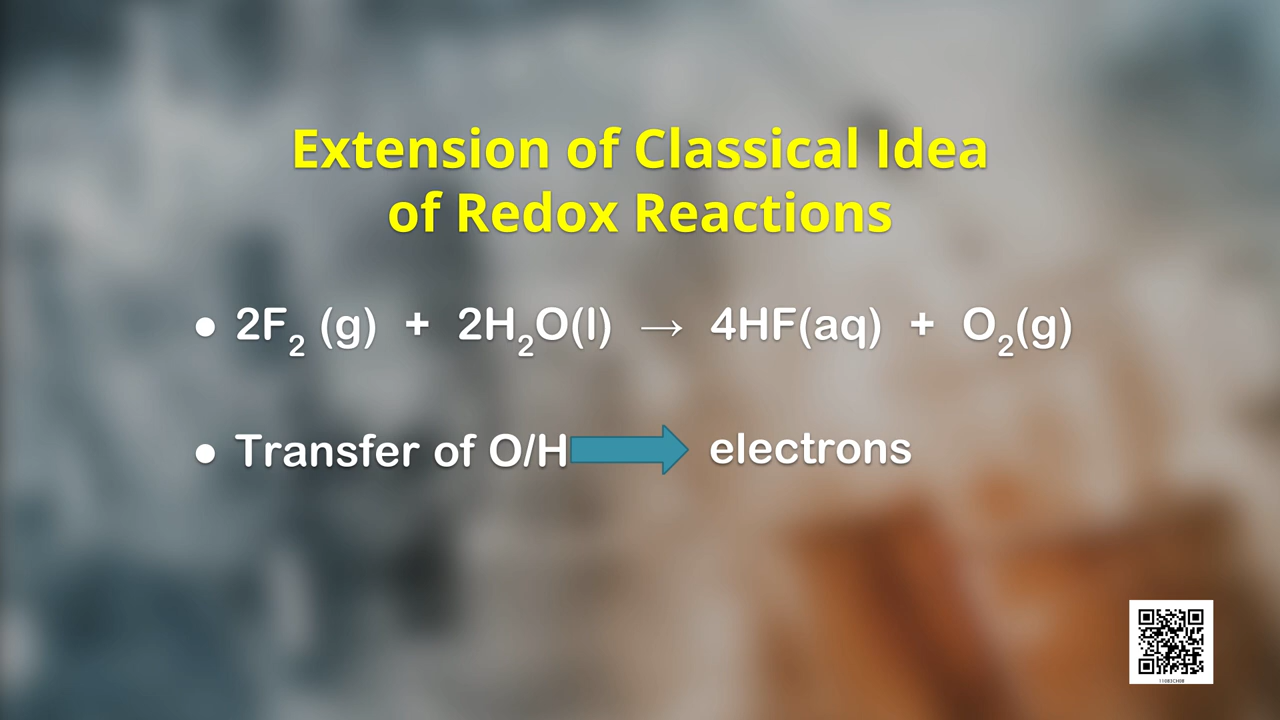 Extension of Classical Idea
of Redox Reactions
• 2F₂ (g) + 2H₂O(l) → 4HF(aq) + O₂(g)
• Transfer of O/H electrons